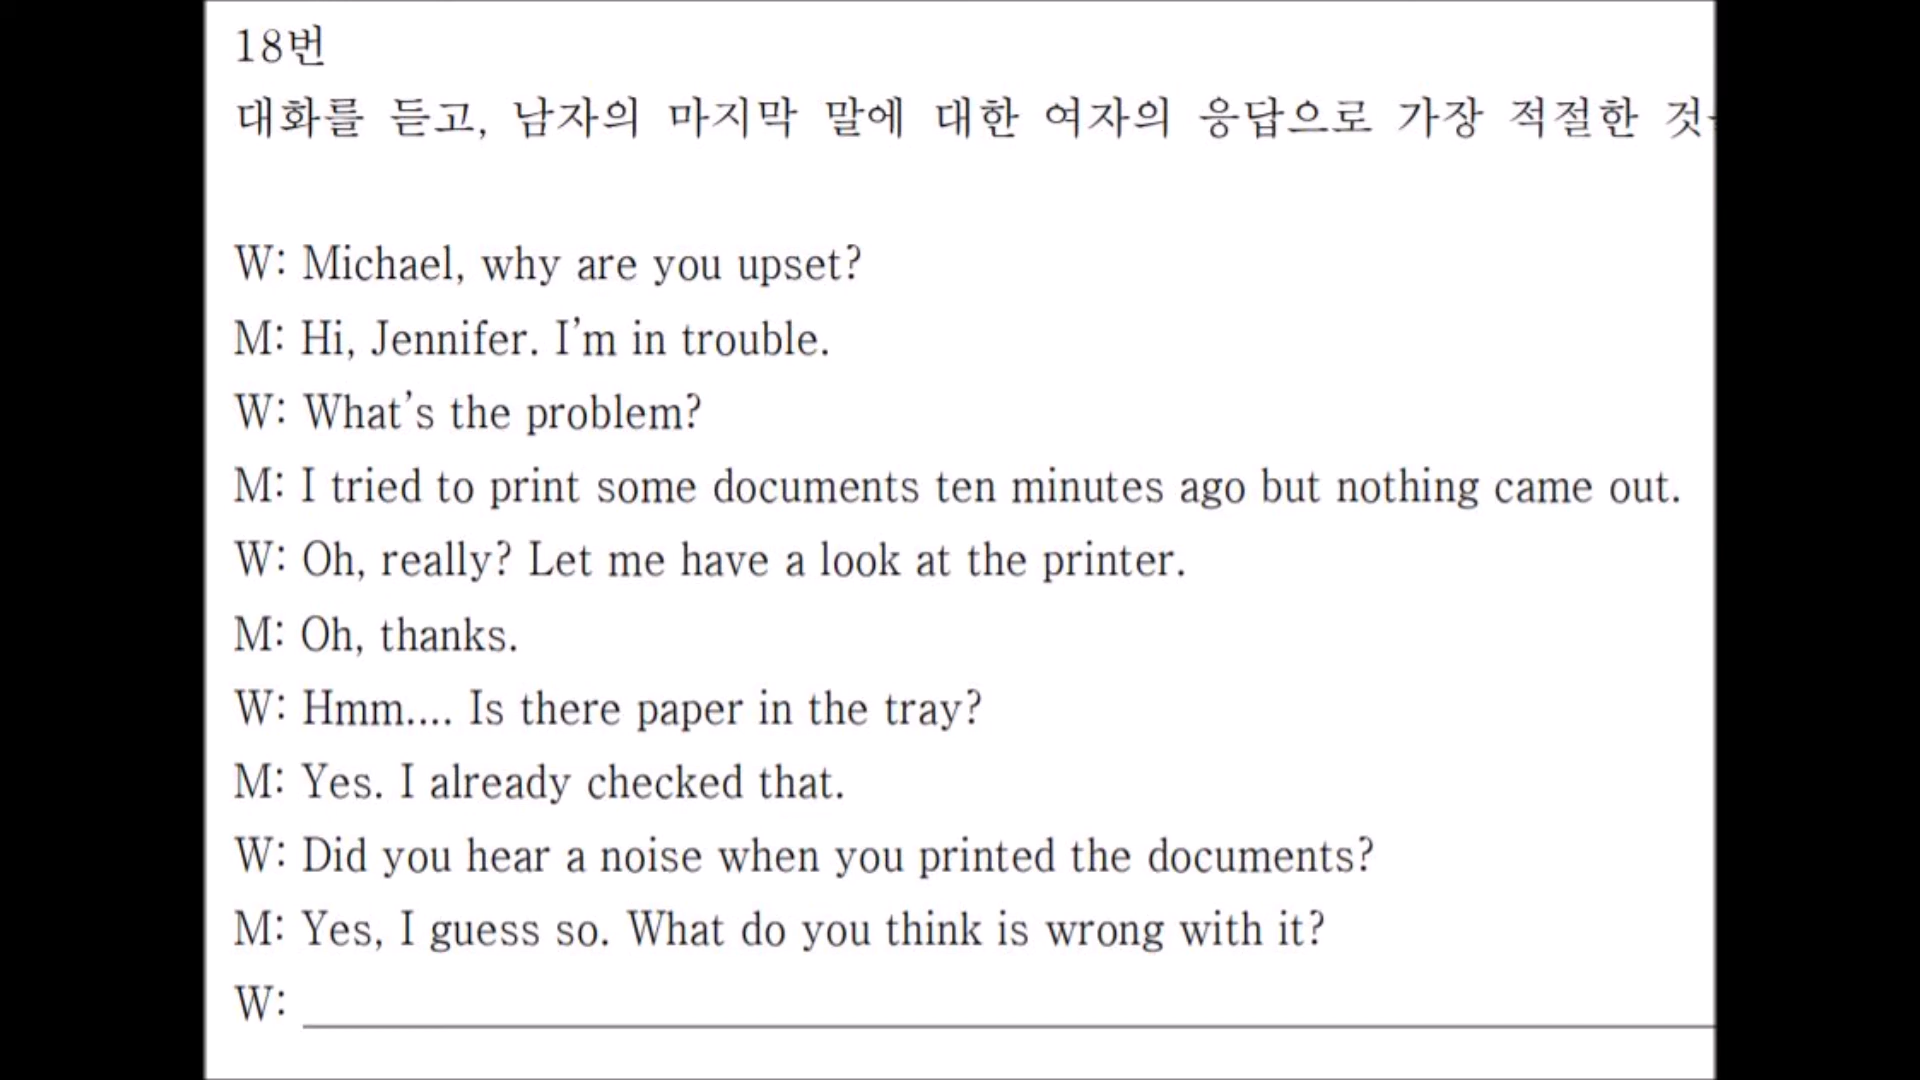 18번
대화를 듣고, 남자의 마지막 말에 대한 여자의 응답으로 가장 적절한
W: Michael, why are you upset?
M: Hi, Jennifer. I'm in trouble.
W: What's the problem?
M: I tried to print some documents ten minutes ago but nothing came out.
W: Oh, really? Let me have a look at the printer.
M: Oh, thanks.
W: Hmm.... Is there paper in the tray?
M: Yes. I already checked that.
W: Did you hear a noise when you printed the documents?
M: Yes, I guess so. What do you think is wrong with it?
W: